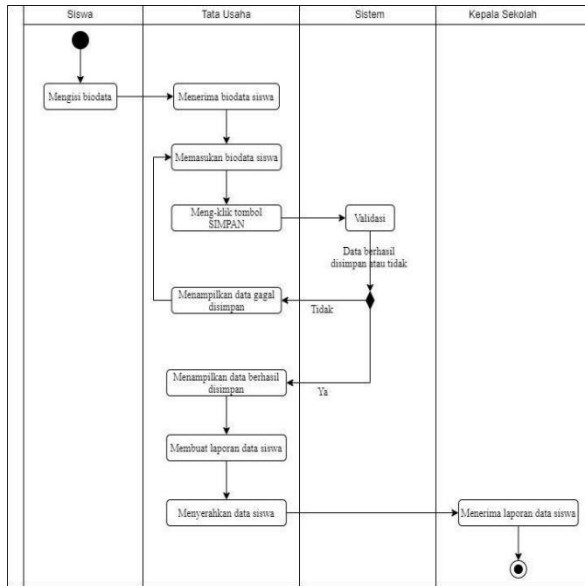 Siswa
Tata Usaha
Sistem
Kepala Sekolah
Mengisi biodata
Menerima biodata siswa
Memasukan biodata siswa
Meng-klik tombol
SIMPAN
Validasi
Data berhasil
disimpan atau tidak
Menampilkan data gagal
disimpan
Tidak
Menampilkan data berhasil
disimpan
Ya
Membuat laporan data siswa
Menyerahkan data siswa
Menerima laporan data siswa